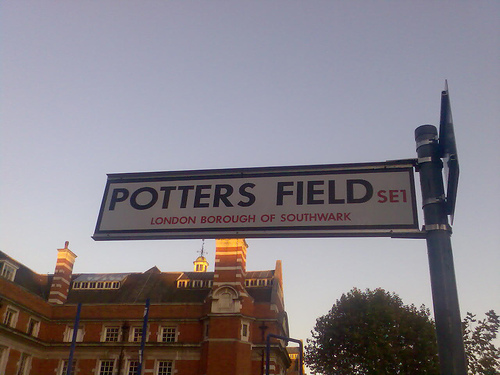 POTTERS FIELD SE1
LONDON BOROUGH OF SOUTHWARK